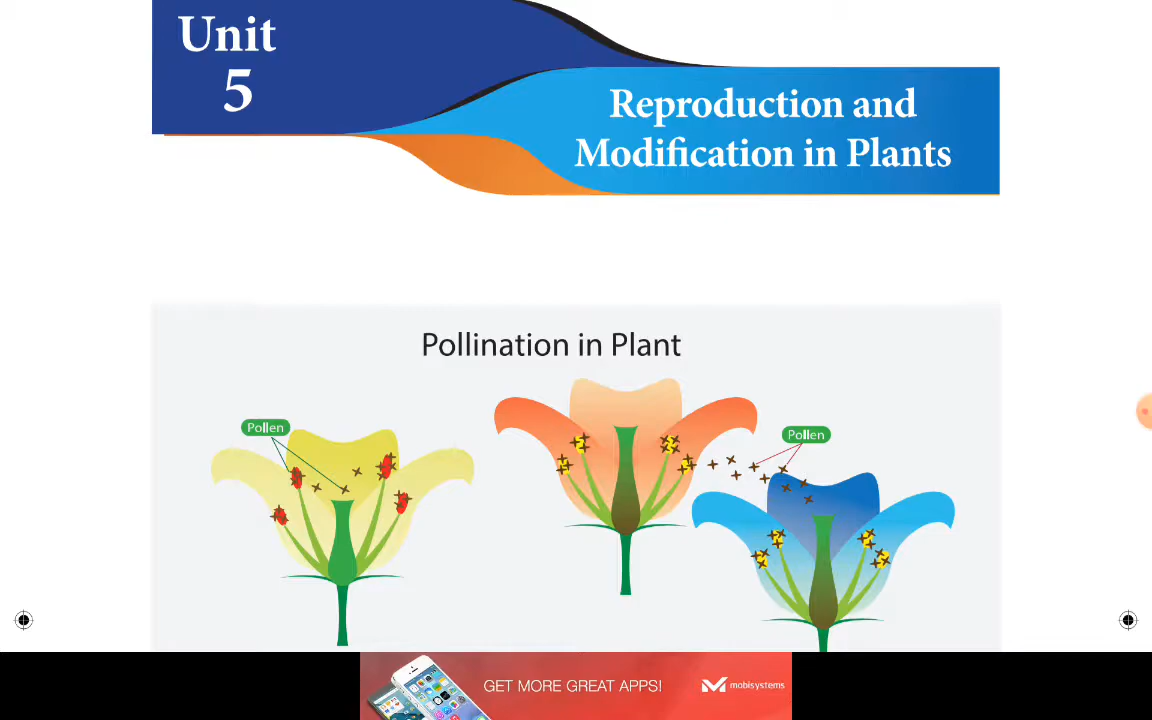 Unit
5
Reproduction and
Modification in Plants
Pollination in Plant
Pollen
Pollen
GET MORE GREAT APPS!
mobisystems